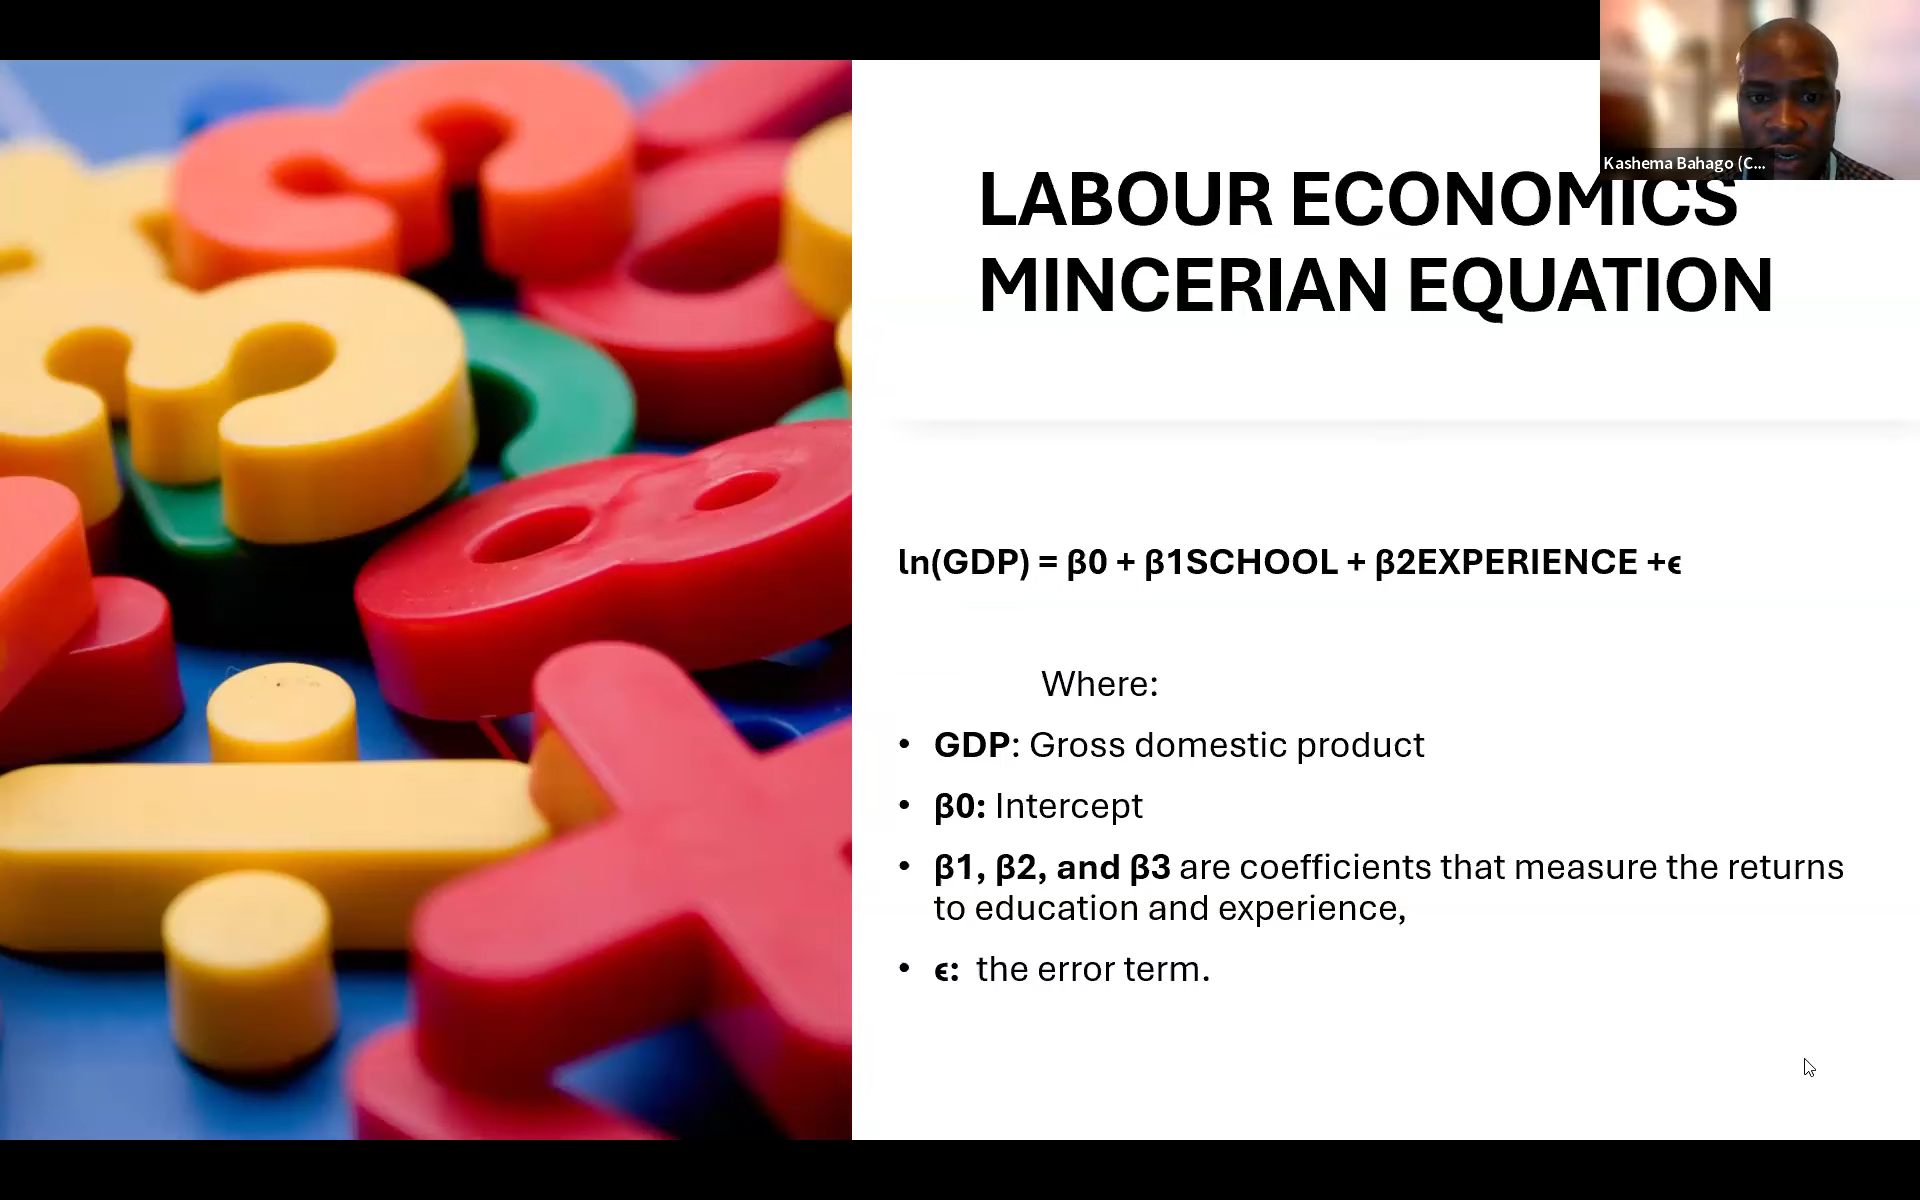 Kashema Bahago (C...
LABOUR ECONOMICS
MINCERIAN EQUATION
ln(GDP) = β0 + β1SCHOOL + β2EXPERIENCE +ϵ
Where:
• GDP: Gross domestic product
• β0: Intercept
• β1, β2, and β3 are coefficients that measure the returns
to education and experience,
• ϵ: the error term.